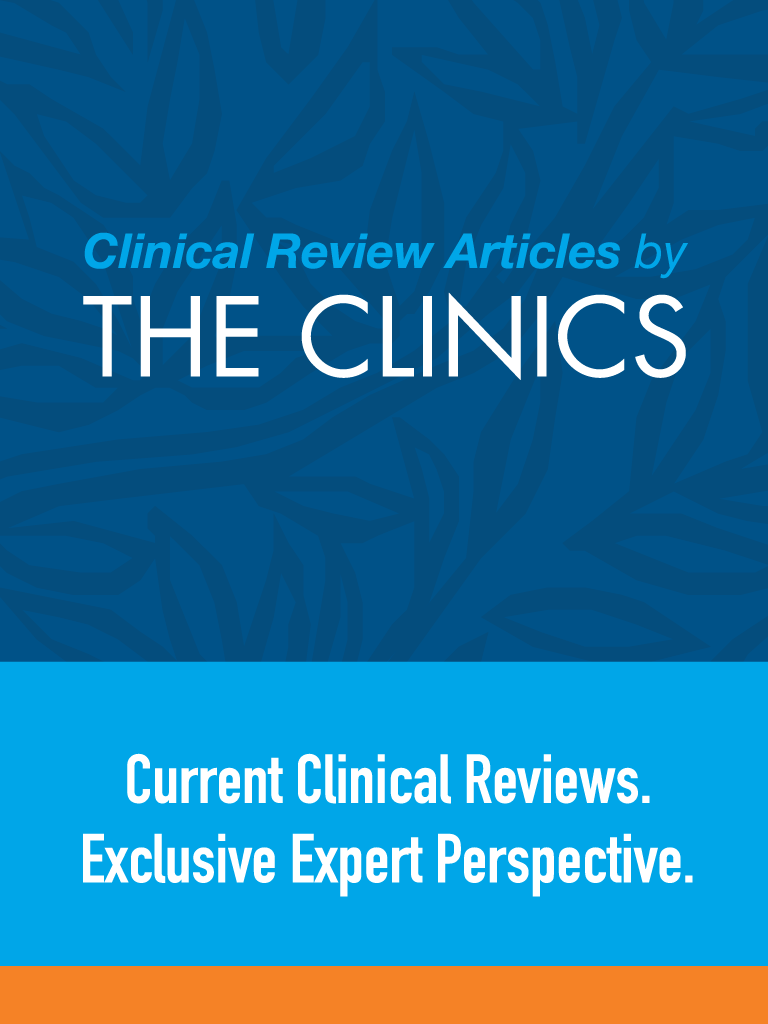 Clinical Review Articles by
THE CLINICS
Current Clinical Reviews.
Exclusive Expert Perspective.